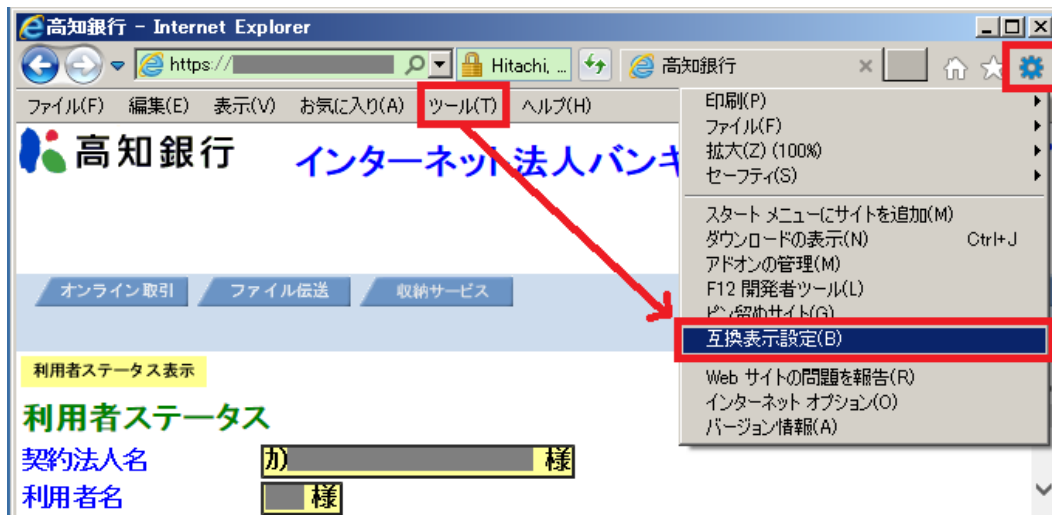 高知銀行 - Internet Explorer
https://
Hitachi, ...
高知銀行
ファイル(F) 編集(E) 表示(V) お気に入り(A) ツール(T) ヘルプ(H)
高知銀行
インターネット法人バンキ
オンライン取引 ファイル伝送 収納サービス
利用者ステータス表示
利用者ステータス
契約法人名 カ) 様
利用者名 様
印刷(P)
ファイル(F)
拡大(Z) (100%)
セーフティ(S)
スタート メニューにサイトを追加(M)
ダウンロードの表示(N) Ctrl+J
アドオンの管理(M)
F12 開発者ツール(L)
ピン留めサイト(G)
互換表示設定(B)
Web サイトの問題を報告(R)
インターネット オプション(O)
バージョン情報(A)